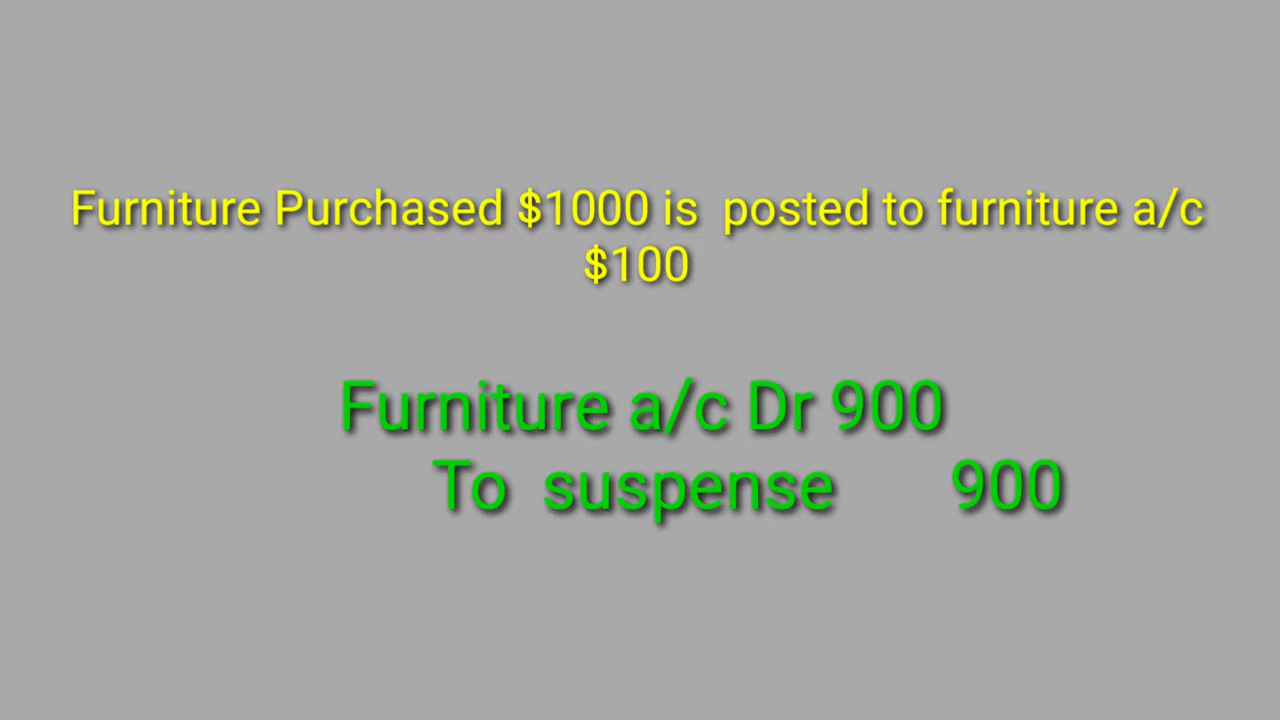 Furniture Purchased $1000 is  posted to furniture a/c
$100
Furniture a/c Dr 900
To  suspense 900